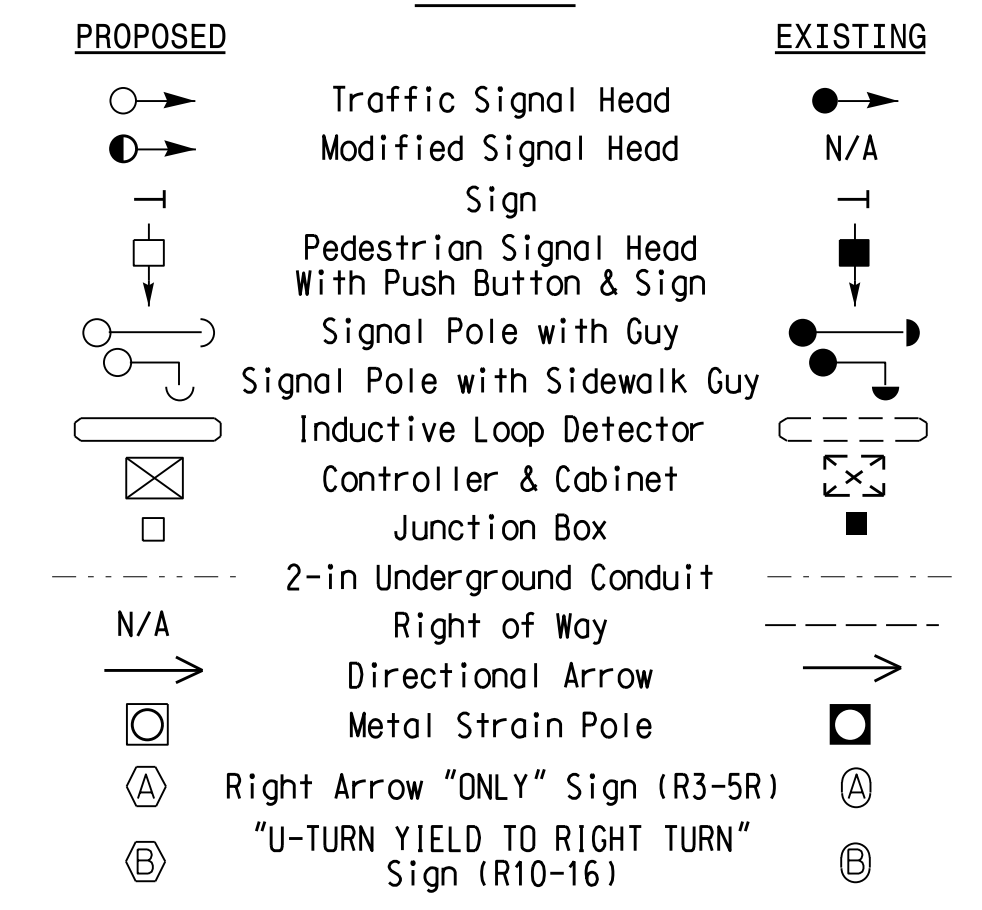 PROPOSED EXISTING
Traffic Signal Head
Modified Signal Head N/A
Sign
Pedestrian Signal Head
With Push Button & Sign
Signal Pole with Guy
Signal Pole with Sidewalk Guy
Inductive Loop Detector
Controller & Cabinet
Junction Box
2-in Underground Conduit
N/A Right of Way
Directional Arrow
Metal Strain Pole
A Right Arrow "ONLY" Sign (R3-5R) A
"U-TURN YIELD TO RIGHT TURN"
B Sign (R10-16) B